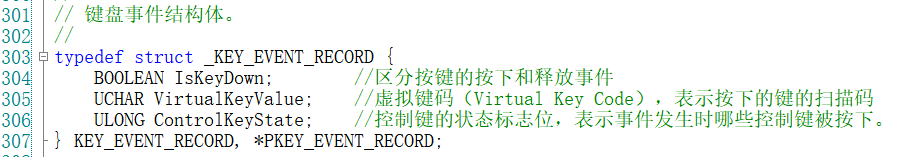 301 // 键盘事件结构体。
302 //
303 typedef struct _KEY_EVENT_RECORD {
304 BOOLEAN IsKeyDown; //区分按键的按下和释放事件
305 UCHAR VirtualKeyValue; //虚拟键码（Virtual Key Code），表示按下的键的扫描码
306 ULONG ControlKeyState; //控制键的状态标志位，表示事件发生时哪些控制键被按下。
307 } KEY_EVENT_RECORD, *PKEY_EVENT_RECORD;